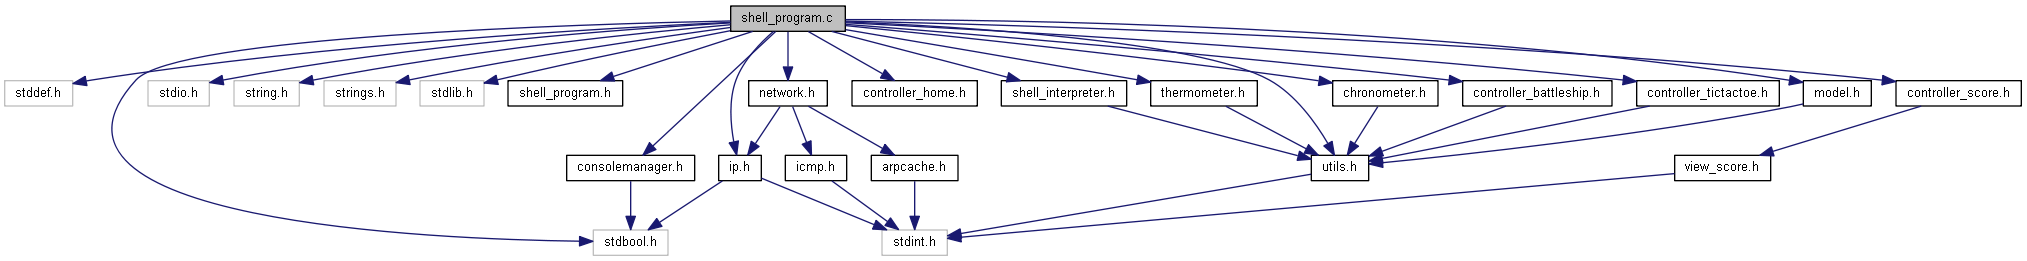 shell_program.c
stddef.h
stdio.h
string.h
strings.h
stdlib.h
shell_program.h
network.h
controller_home.h
shell_interpreter.h
thermometer.h
chronometer.h
controller_battleship.h
controller_tictactoe.h
model.h
controller_score.h
consolemanager.h
ip.h
icmp.h
arpcache.h
utils.h
view_score.h
stdbool.h
stdint.h